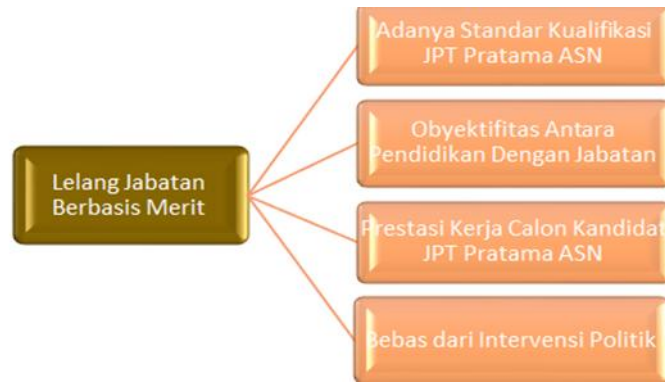 Lelang Jabatan
Berbasis Merit
Adanya Standar Kualifikasi
JPT Pratama ASN
Obyektifitas Antara
Pendidikan Dengan Jabatan
Prestasi Kerja Calon Kandidat
JPT Pratama ASN
Bebas dari Intervensi Politik